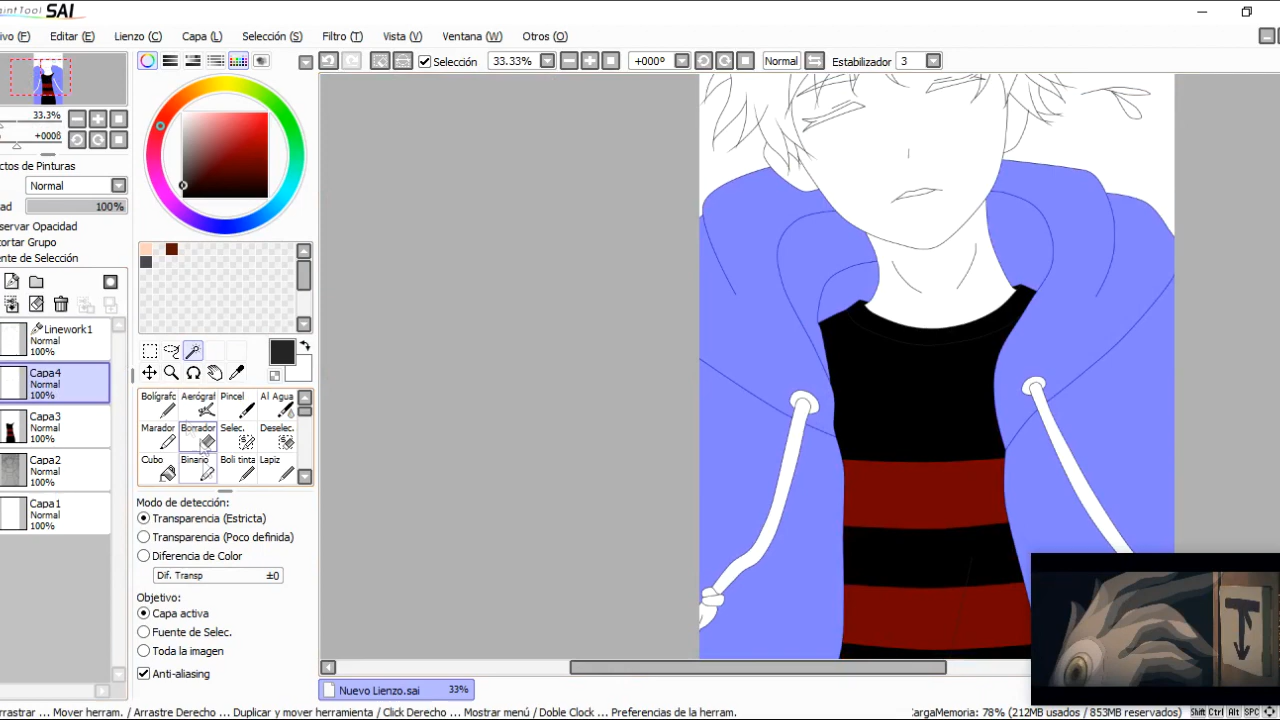 aintTool SAI
ivo (F) Editar (E) Lienzo (C) Capa (L) Selección (S) Filtro (T) Vista (V) Ventana (W) Otros (O)
Selección 33.33% +000° Normal Estabilizador 3
33.3%
+000ß
ctos de Pinturas
Normal
ad 100%
servar Opacidad
cortar Grupo
ente de Selección
Linework1
Normal
100%
Capa4
Normal
100%
Capa3
Normal
100%
Capa2
Normal
100%
Capa1
Normal
100%
Bolígrafo Aerógraf Pincel Al Agua
Marador Borrador Selec. Deselec.
Cubo Binario Boli tinta Lapiz
Modo de detección:
Transparencia (Estricta)
Transparencia (Poco definida)
Diferencia de Color
Dif. Transp ±0
Objetivo:
Capa activa
Fuente de Selec.
Toda la imagen
Anti-aliasing
Nuevo Lienzo.sai 33%
rrastrar ... Mover herram. / Arrastre Derecho ... Duplicar y mover herramienta / Click Derecho ... Mostrar menú / Doble Clock ... Preferencias de la herram.
CargaMemoria: 78% (212MB usados / 853MB reservados) Shift Ctrl Alt SPC